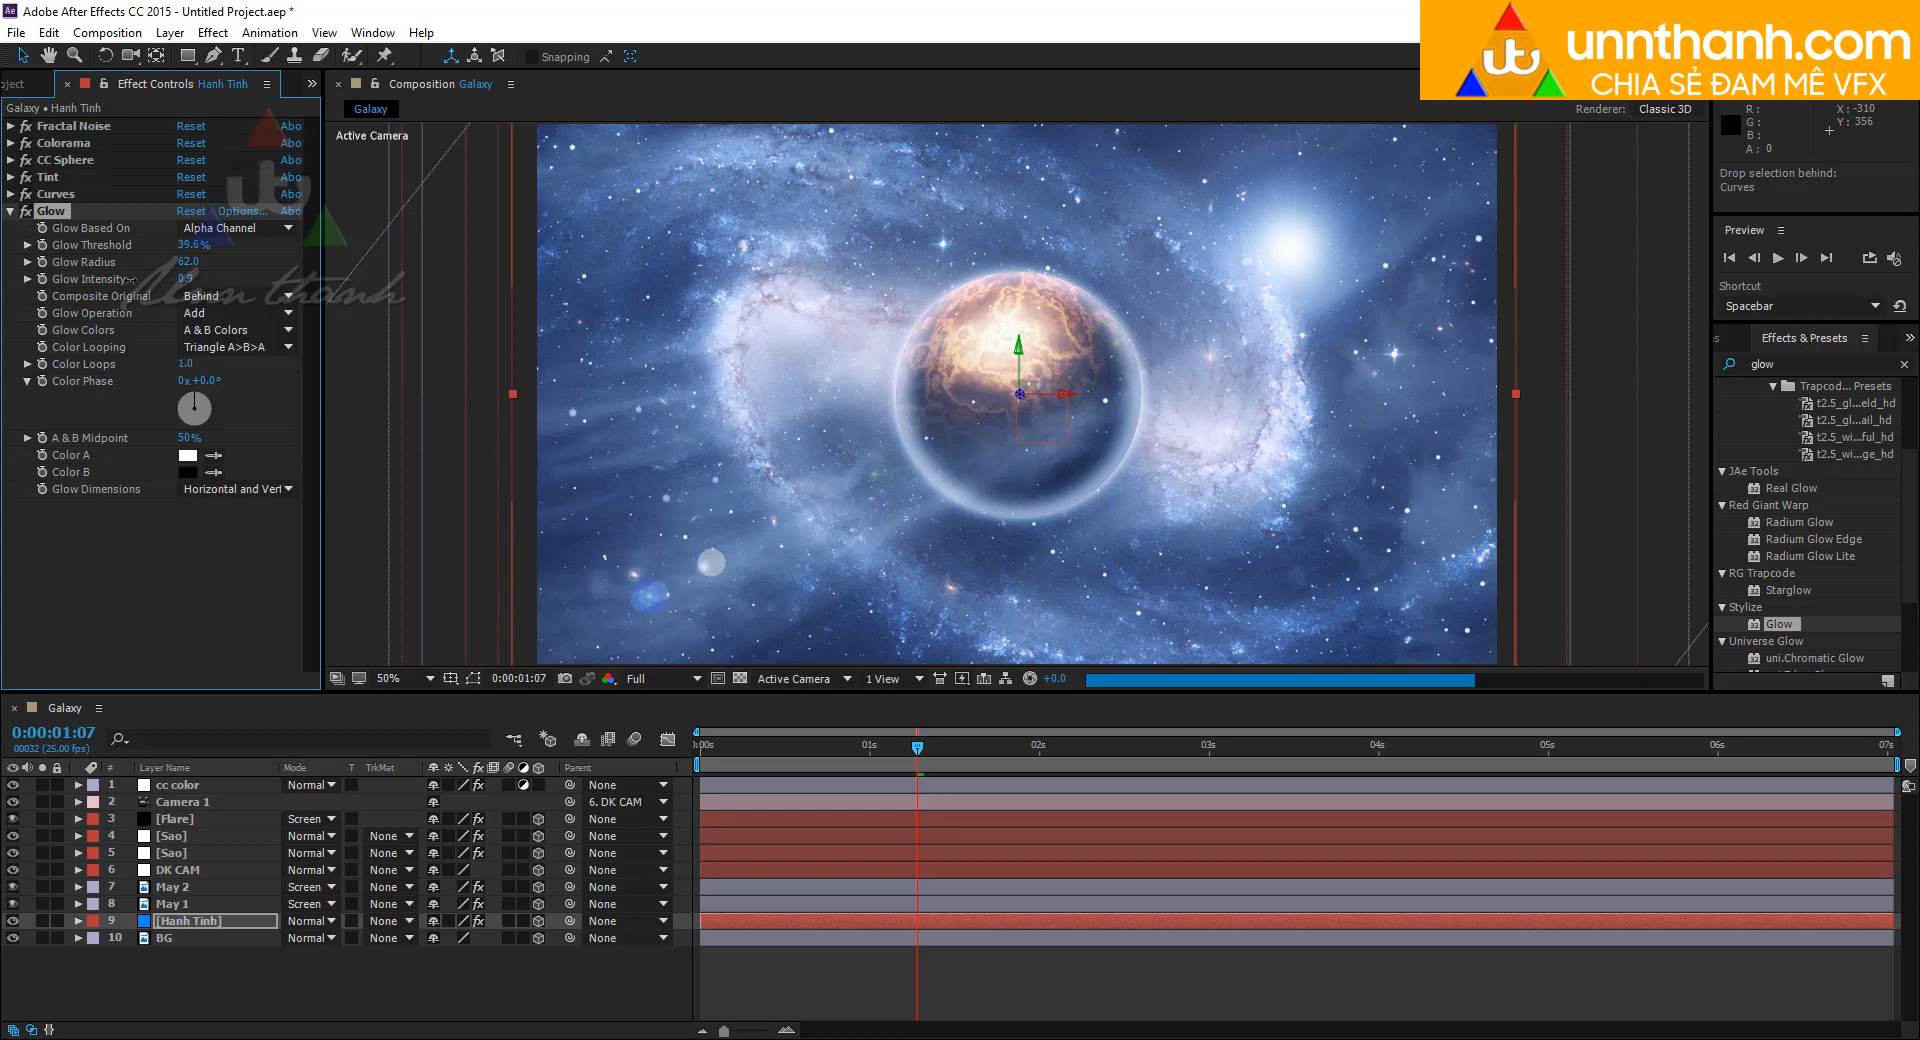 Adobe After Effects CC 2015 - Untitled Project.aep *
File Edit Composition Layer Effect Animation View Window Help
Snapping
unnthanh.com
CHIA SẺ ĐAM MÊ VFX
oject
Effect Controls Hanh Tinh
Composition Galaxy
Galaxy • Hanh Tinh
Galaxy
Renderer: Classic 3D
Active Camera
Fractal Noise Reset Abo
Colorama Reset Abo
CC Sphere Reset Abo
Tint Reset Abo
Curves Reset Abo
Glow Reset Options... Abo
Glow Based On Alpha Channel
Glow Threshold 39.6%
Glow Radius 62.0
Glow Intensity 0.9
Composite Original Behind
Glow Operation Add
Glow Colors A & B Colors
Color Looping Triangle A>B>A
Color Loops 1.0
Color Phase 0x+0.0°
A & B Midpoint 50%
Color A
Color B
Glow Dimensions Horizontal and Vert
R :
G :
B :
A : 0
X : -310
Y : 356
Drop selection behind:
Curves
Preview
Shortcut
Spacebar
Effects & Presets
glow
Trapcod... Presets
t2.5_gl...eld_hd
t2.5_gl...ail_hd
t2.5_wi...ful_hd
t2.5_wi...ge_hd
JAe Tools
Real Glow
Red Giant Warp
Radium Glow
Radium Glow Edge
Radium Glow Lite
RG Trapcode
Starglow
Stylize
Glow
Universe Glow
uni.Chromatic Glow
50% 0:00:01:07 Full Active Camera 1 View +0.0
Galaxy
0:00:01:07
00032 (25.00 fps)
):00s 01s 02s 03s 04s 05s 06s 07s
# Layer Name Mode T TrkMat Parent
1 cc color Normal None
2 Camera 1 6. DK CAM
3 [Flare] Screen None
4 [Sao] Normal None None
5 [Sao] Normal None None
6 DK CAM Normal None None
7 May 2 Screen None None
8 May 1 Screen None None
9 [Hanh Tinh] Normal None None
10 BG Normal None None